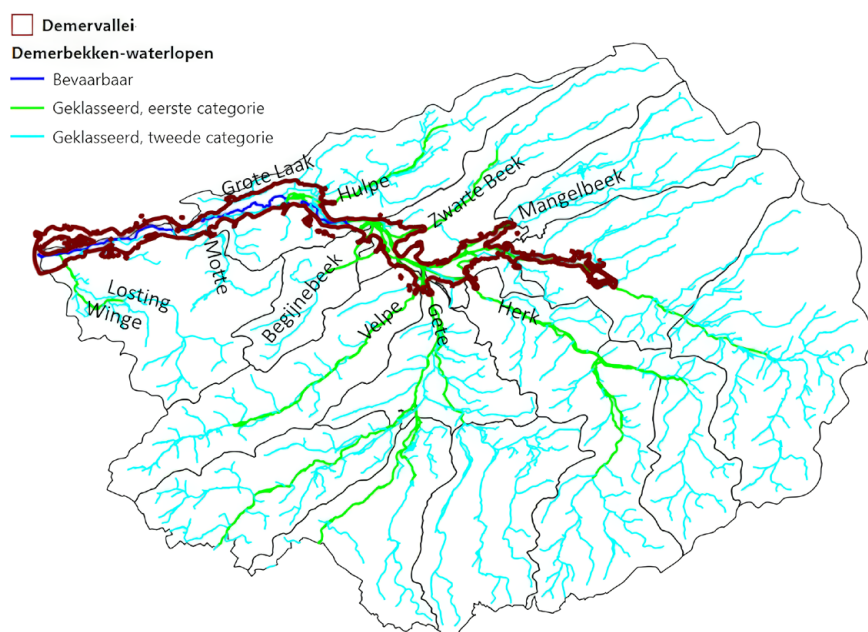 Demervallei
Demerbekken-waterlopen
Bevaarbaar
Geklasseerd, eerste categorie
Geklasseerd, tweede categorie
Grote Laak
Hulpe
Zwarte Beek
Mangelbeek
Motte
Losting
Winge
Begijnebeek
Velpe
Gete
Herk